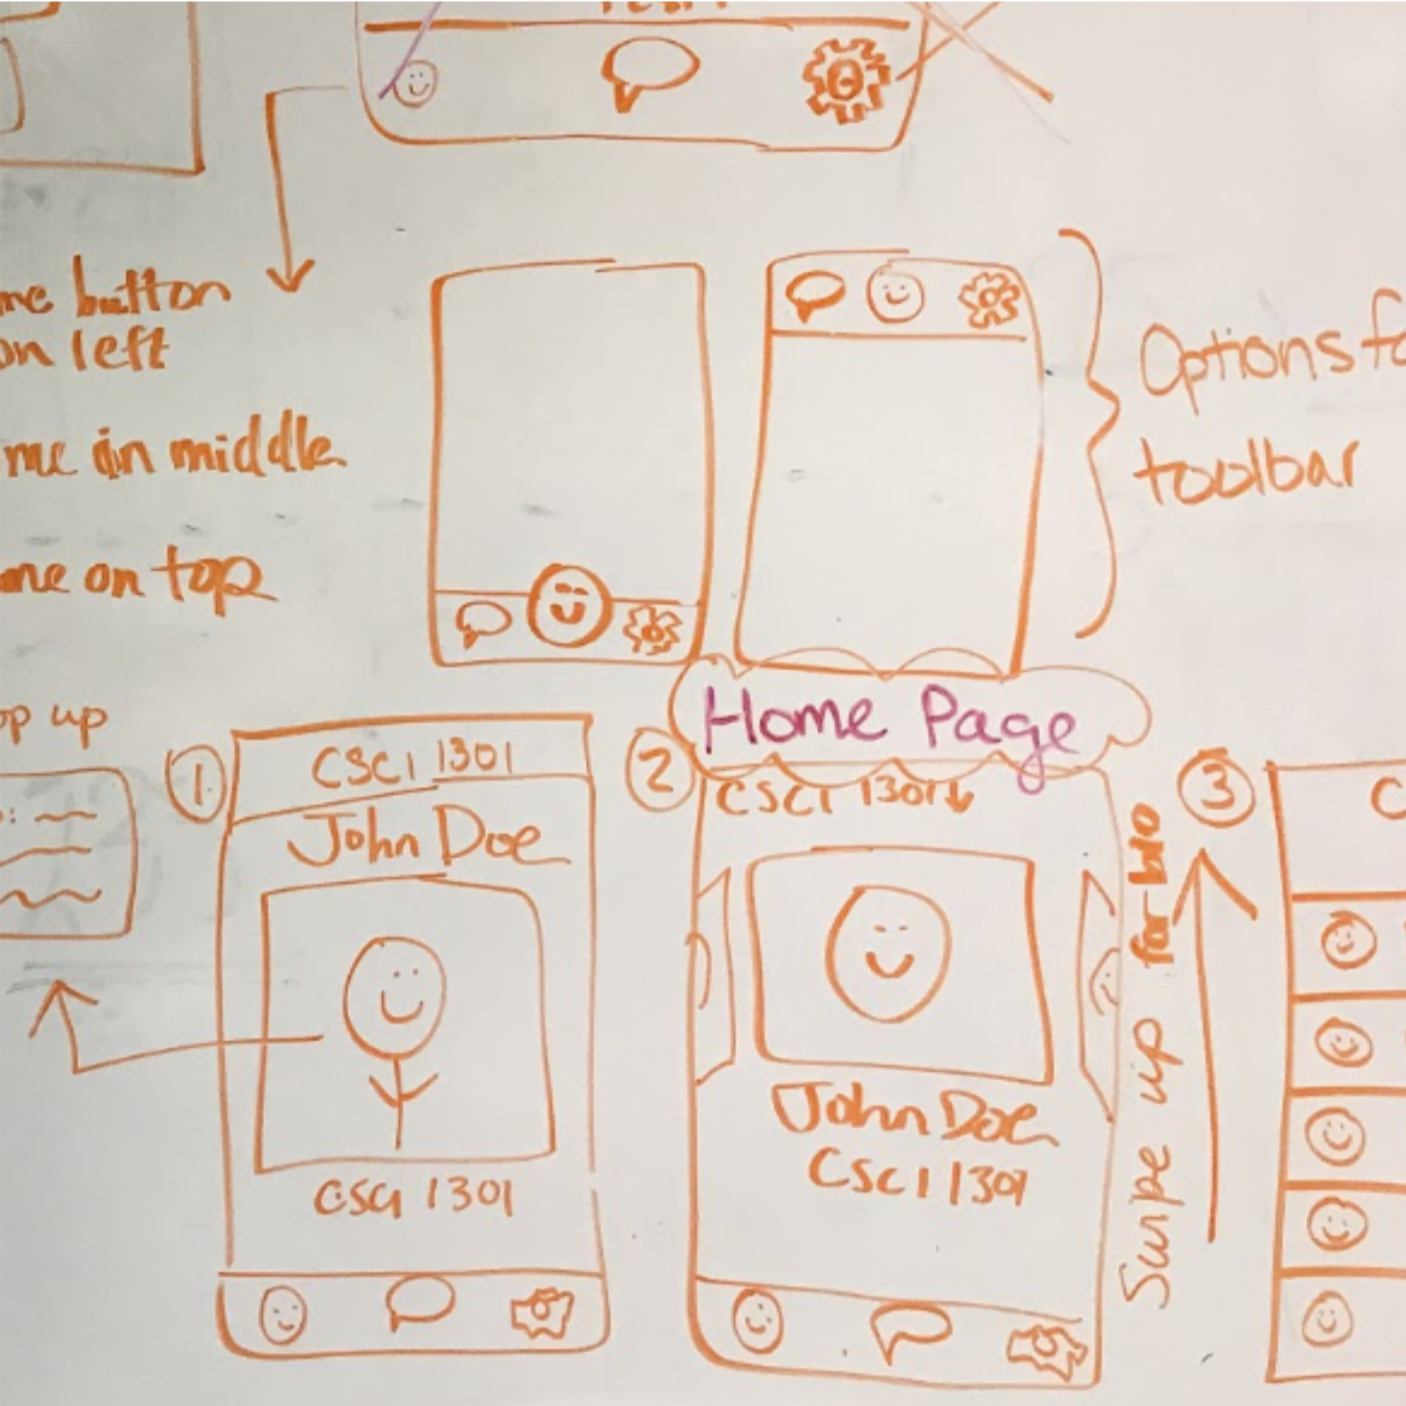 me button
on left
me in middle
me on top
Options fo
toolbar
op up
Home Page
1
CSCI 1301
John Doe
CSCI 1301
2
CSCI 1301
John Doe
CSCI 1301
Swipe up for bio
3
C